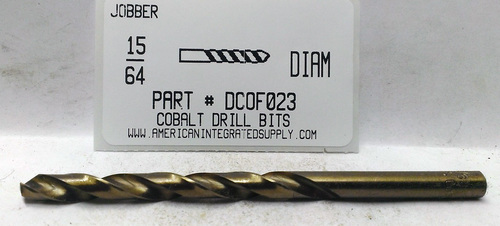 JOBBER
15
64
DIAM
PART # DCOF023
COBALT DRILL BITS
WWW.AMERICANINTEGRATEDSUPPLY.COM